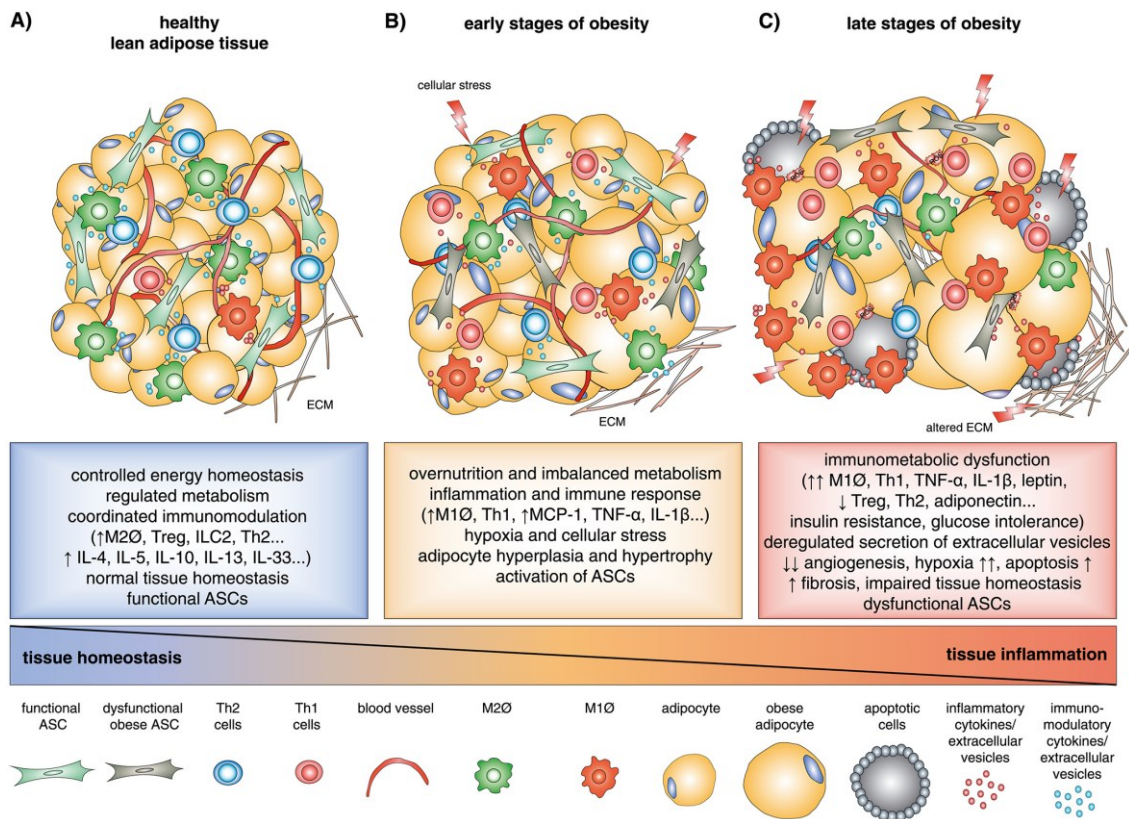 A)
healthy
lean adipose tissue
B)
early stages of obesity
C)
late stages of obesity
cellular stress
ECM
ECM
altered ECM
controlled energy homeostasis
regulated metabolism
coordinated immunomodulation
(↑M2Ø, Treg, ILC2, Th2...
↑ IL-4, IL-5, IL-10, IL-13, IL-33...)
normal tissue homeostasis
functional ASCs
overnutrition and imbalanced metabolism
inflammation and immune response
(↑M1Ø, Th1, ↑MCP-1, TNF-α, IL-1β...)
hypoxia and cellular stress
adipocyte hyperplasia and hypertrophy
activation of ASCs
immunometabolic dysfunction
(↑↑ M1Ø, Th1, TNF-α, IL-1β, leptin,
↓ Treg, Th2, adiponectin...
insulin resistance, glucose intolerance)
deregulated secretion of extracellular vesicles
↓↓ angiogenesis, hypoxia ↑↑, apoptosis ↑
↑ fibrosis, impaired tissue homeostasis
dysfunctional ASCs
tissue homeostasis
tissue inflammation
functional
ASC
dysfunctional
obese ASC
Th2
cells
Th1
cells
blood vessel
M2Ø
M1Ø
adipocyte
obese
adipocyte
apoptotic
cells
inflammatory
cytokines/
extracellular
vesicles
immuno-
modulatory
cytokines/
extracellular
vesicles